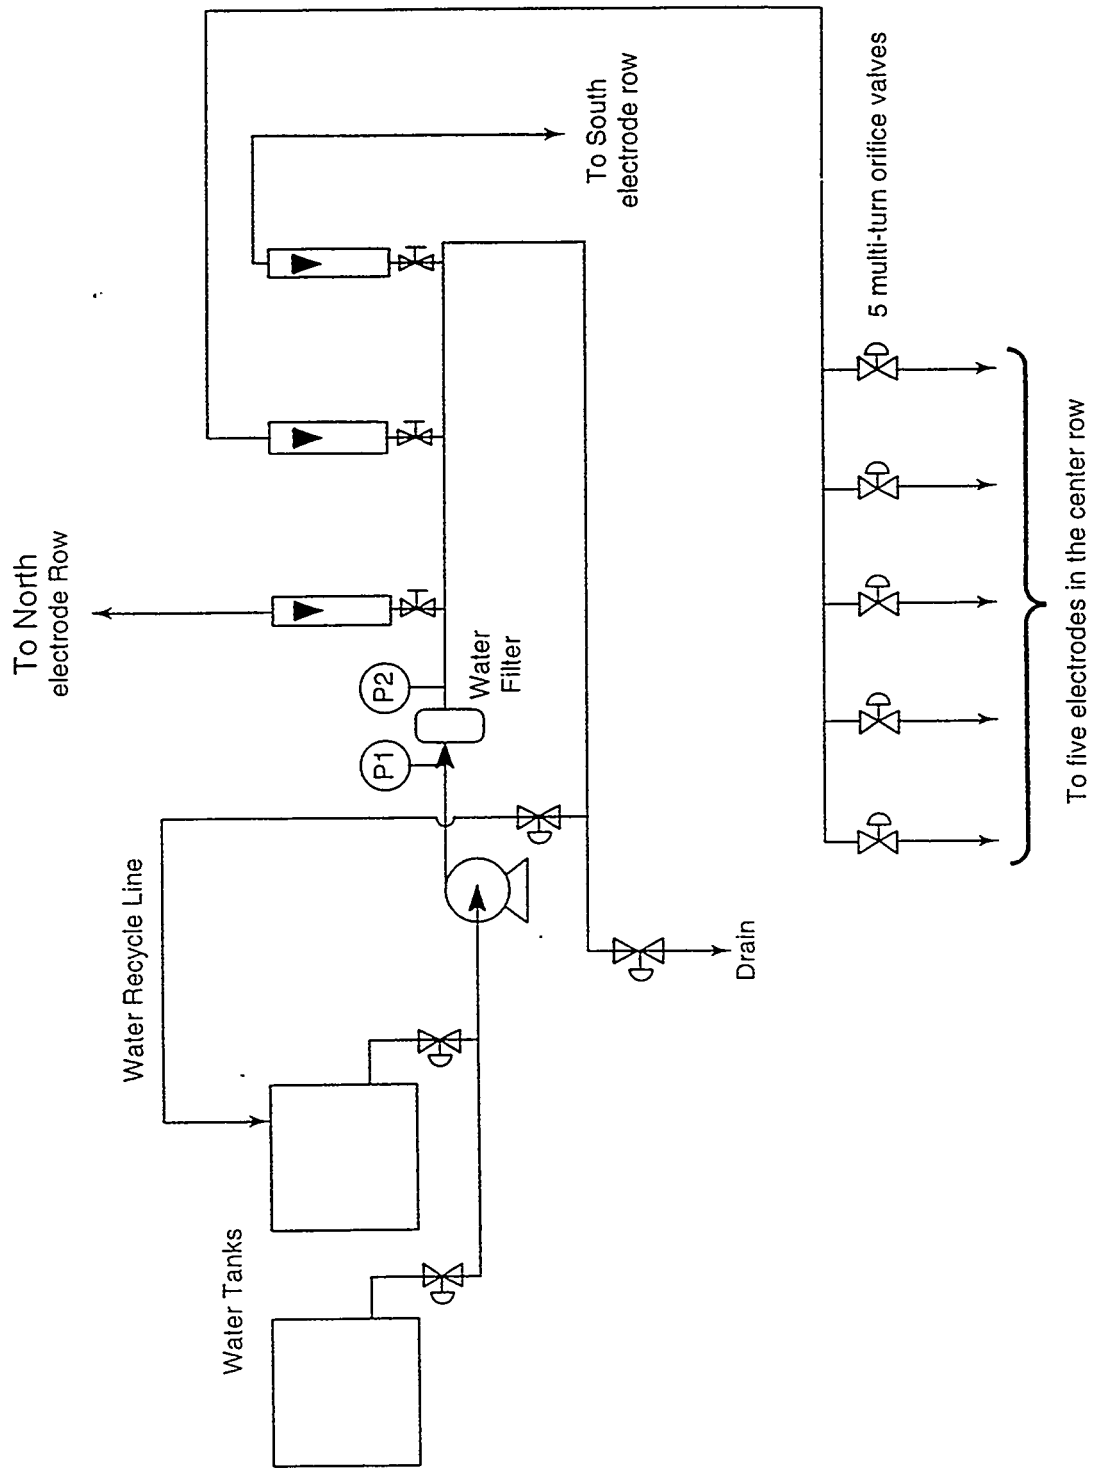 To North
electrode Row
To South
electrode row
P1
P2
Water
Filter
Water Recycle Line
Water Tanks
Drain
5 multi-turn orifice valves
To five electrodes in the center row